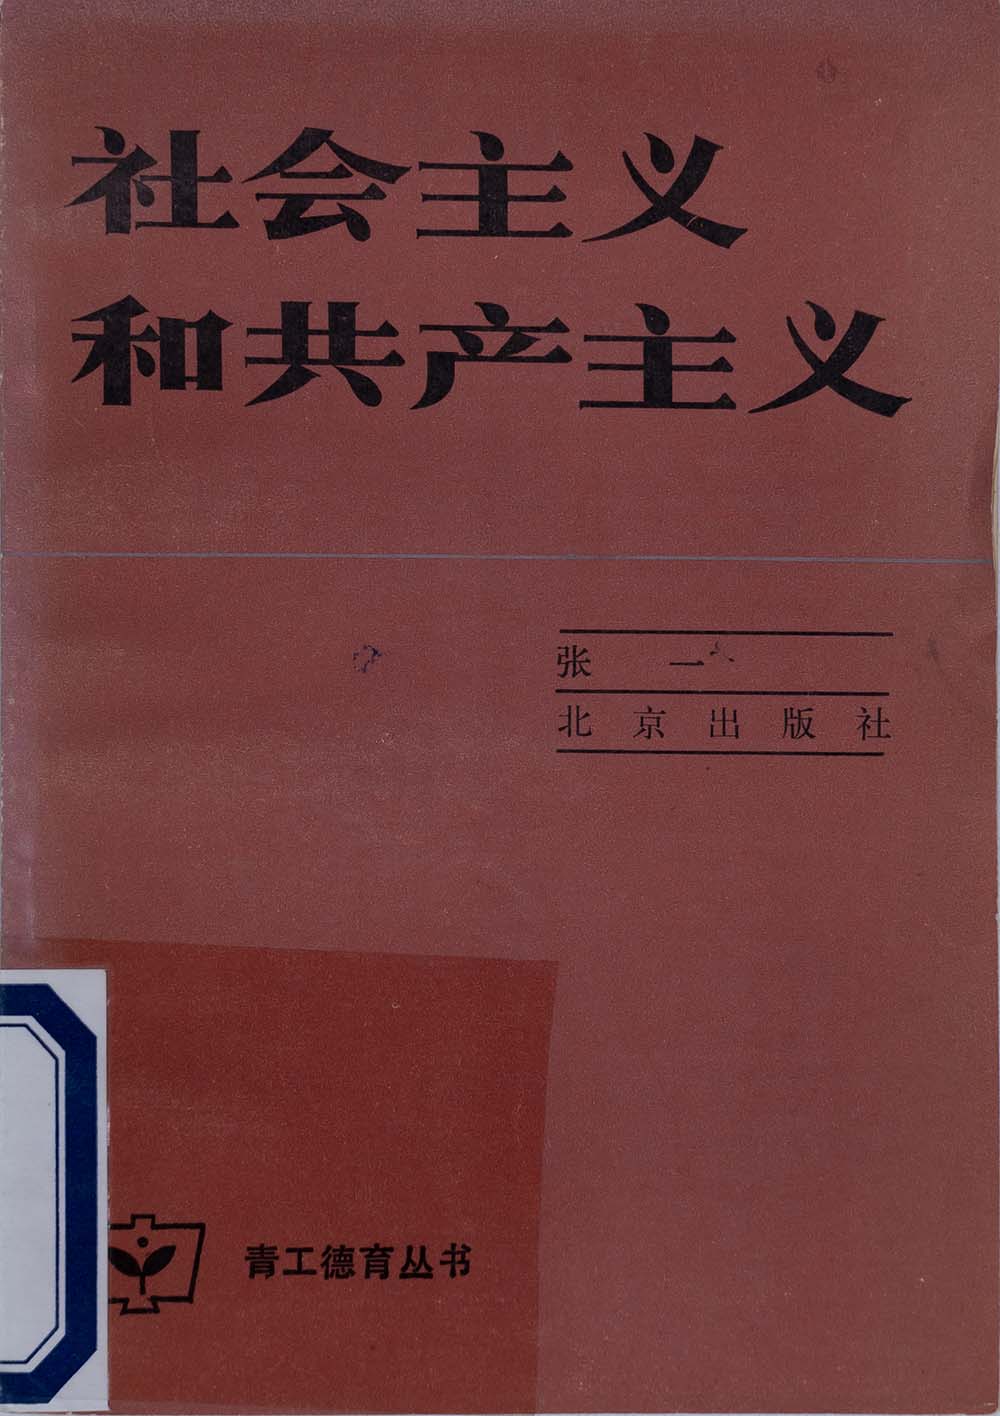 社会主义
和共产主义
张 一
北京出版社
青工德育丛书